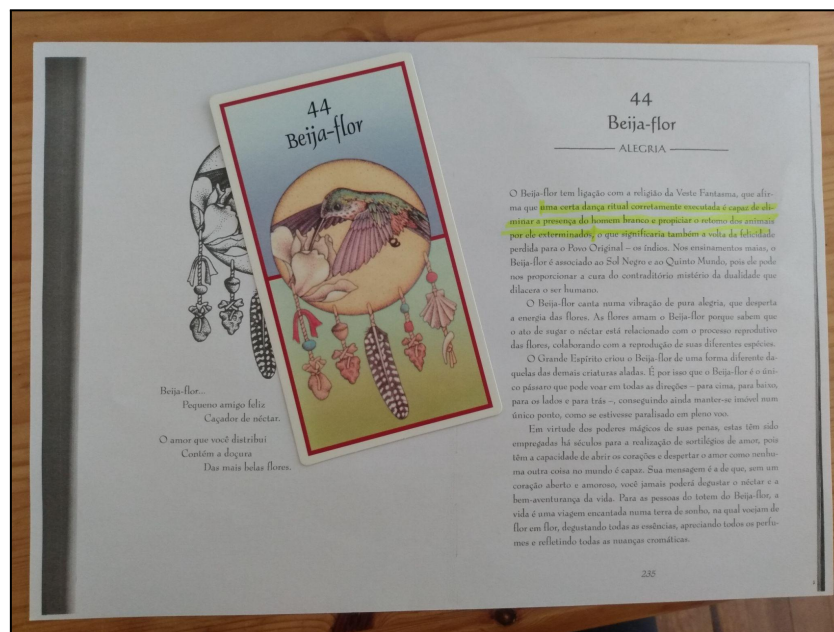 44
Beija-flor
Beija-flor...
Pequeno amigo feliz
Caçador de néctar.
O amor que você distribui
Contém a doçura
Das mais belas flores.
44
Beija-flor
ALEGRIA
O Beija-flor tem ligação com a religião da Veste Fantasma, que afir-
ma que uma certa dança ritual corretamente executada é capaz de eli-
minar a presença do homem branco e propiciar o retorno dos animais
por ele exterminados, o que significaria também a volta da felicidade
perdida para o Povo Original – os índios. Nos ensinamentos maias, o
Beija-flor é associado ao Sol Negro e ao Quinto Mundo, pois ele pode
nos proporcionar a cura do contraditório mistério da dualidade que
dilacera o ser humano.
O Beija-flor canta numa vibração de pura alegria, que desperta
a energia das flores. As flores amam o Beija-flor porque sabem que
o ato de sugar o néctar está relacionado com o processo reprodutivo
das flores, colaborando com a reprodução de suas diferentes espécies.
O Grande Espírito criou o Beija-flor de uma forma diferente da-
quelas das demais criaturas aladas. É por isso que o Beija-flor é o úni-
co pássaro que pode voar em todas as direções – para cima, para baixo,
para os lados e para trás –, conseguindo ainda manter-se imóvel num
único ponto, como se estivesse paralisado em pleno voo.
Em virtude dos poderes mágicos de suas penas, estas têm sido
empregadas há séculos para a realização de sortilégios de amor, pois
têm a capacidade de abrir os corações e despertar o amor como nenhu-
ma outra coisa no mundo é capaz. Sua mensagem é a de que, sem um
coração aberto e amoroso, você jamais poderá degustar o néctar e a
bem-aventurança da vida. Para as pessoas do totem do Beija-flor, a
vida é uma viagem encantada numa terra de sonho, na qual voejam de
flor em flor, degustando todas as essências, apreciando todos os perfu-
mes e refletindo todas as nuanças cromáticas.
235